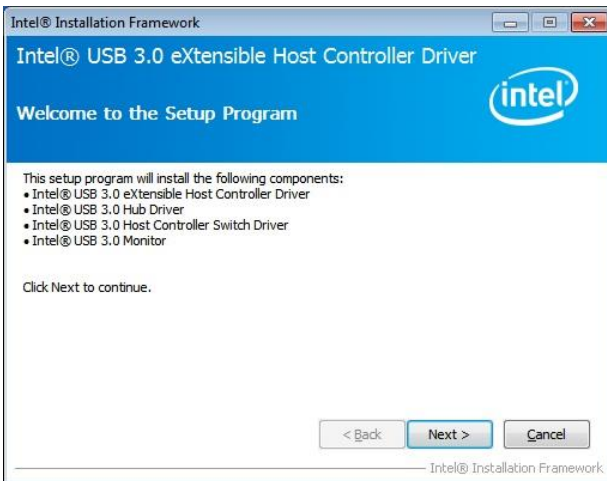 Intel® Installation Framework
Intel® USB 3.0 eXtensible Host Controller Driver
intel®
Welcome to the Setup Program
This setup program will install the following components:
• Intel® USB 3.0 eXtensible Host Controller Driver
• Intel® USB 3.0 Hub Driver
• Intel® USB 3.0 Host Controller Switch Driver
• Intel® USB 3.0 Monitor
Click Next to continue.
< Back Next > Cancel
Intel® Installation Framework